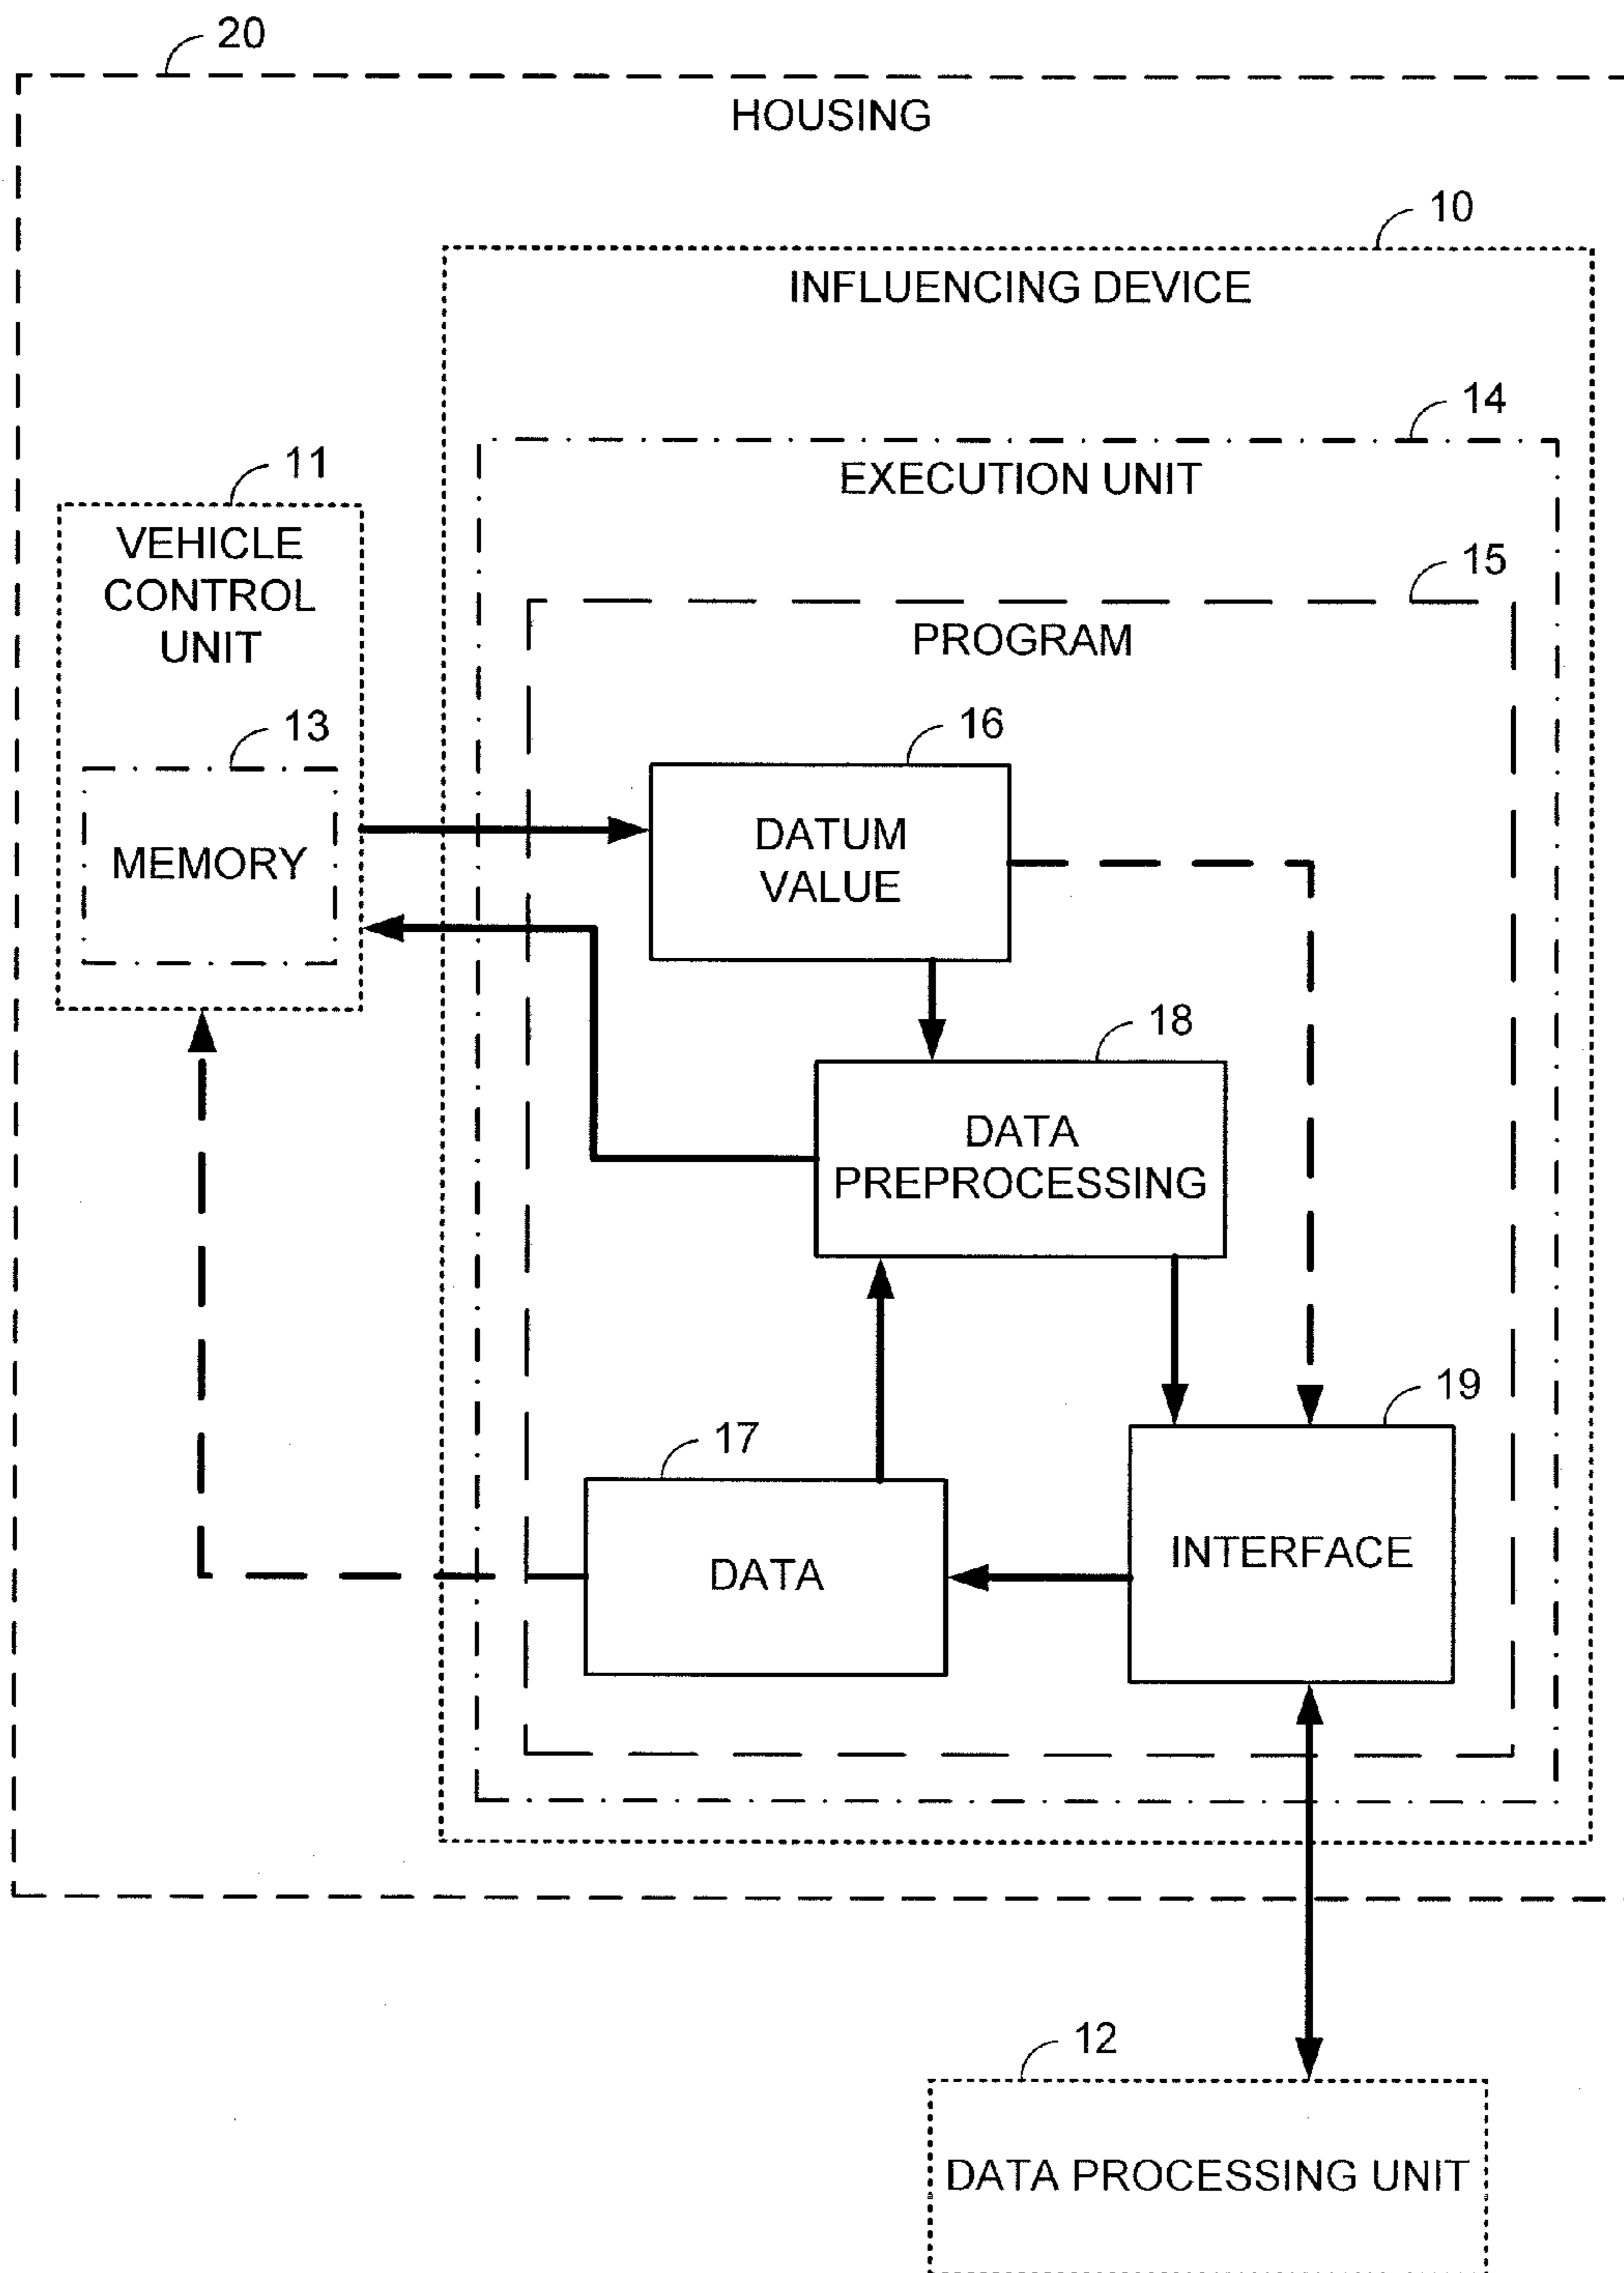 20
HOUSING
10
INFLUENCING DEVICE
14
EXECUTION UNIT
11
VEHICLE
CONTROL
UNIT
15
PROGRAM
13
MEMORY
16
DATUM
VALUE
18
DATA
PREPROCESSING
17
DATA
19
INTERFACE
12
DATA PROCESSING UNIT